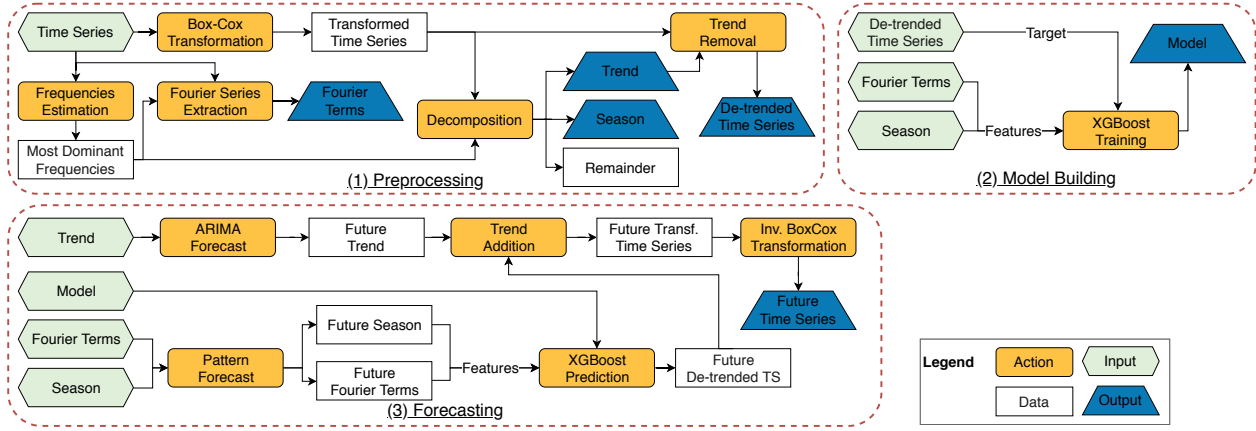 Time Series
Box-Cox
Transformation
Transformed
Time Series
Trend
Removal
Frequencies
Estimation
Fourier Series
Extraction
Fourier
Terms
Decomposition
Trend
Season
Remainder
De-trended
Time Series
Most Dominant
Frequencies
(1) Preprocessing
De-trended
Time Series
Target
Model
Fourier Terms
Season
Features
XGBoost
Training
(2) Model Building
Trend
ARIMA
Forecast
Future
Trend
Trend
Addition
Future Transf.
Time Series
Inv. BoxCox
Transformation
Model
Future
Time Series
Fourier Terms
Season
Pattern
Forecast
Future Season
Future
Fourier Terms
Features
XGBoost
Prediction
Future
De-trended TS
(3) Forecasting
Legend
Action
Input
Data
Output